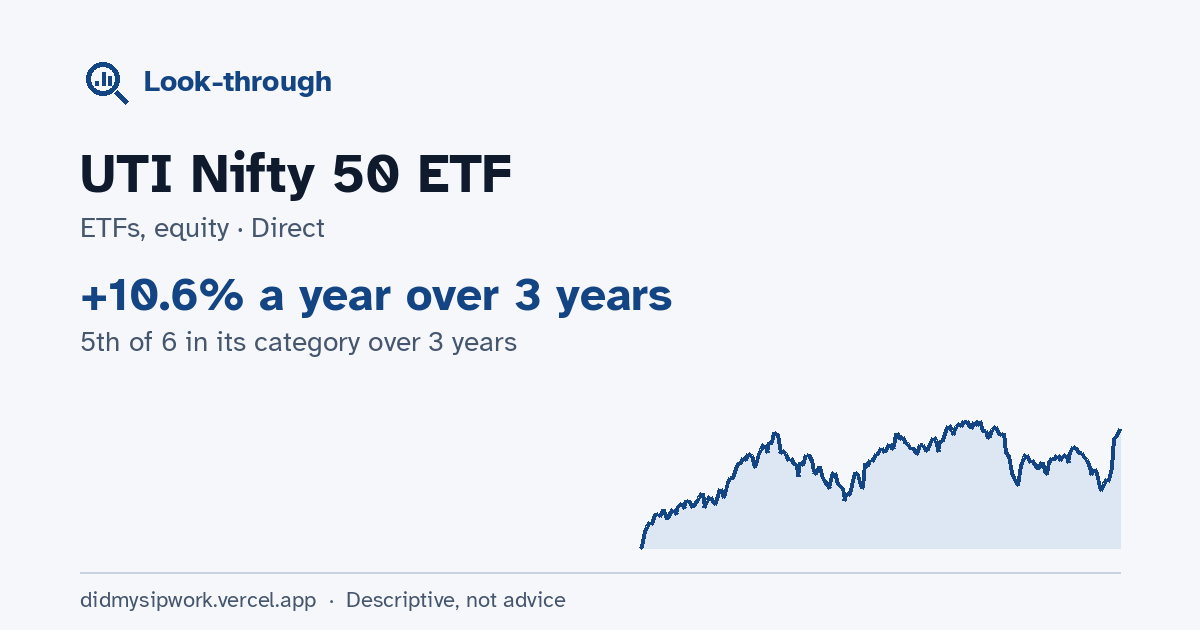 Look-through
UTI Nifty 50 ETF
ETFs, equity · Direct
+10.6% a year over 3 years
5th of 6 in its category over 3 years
didmysipwork.vercel.app · Descriptive, not advice